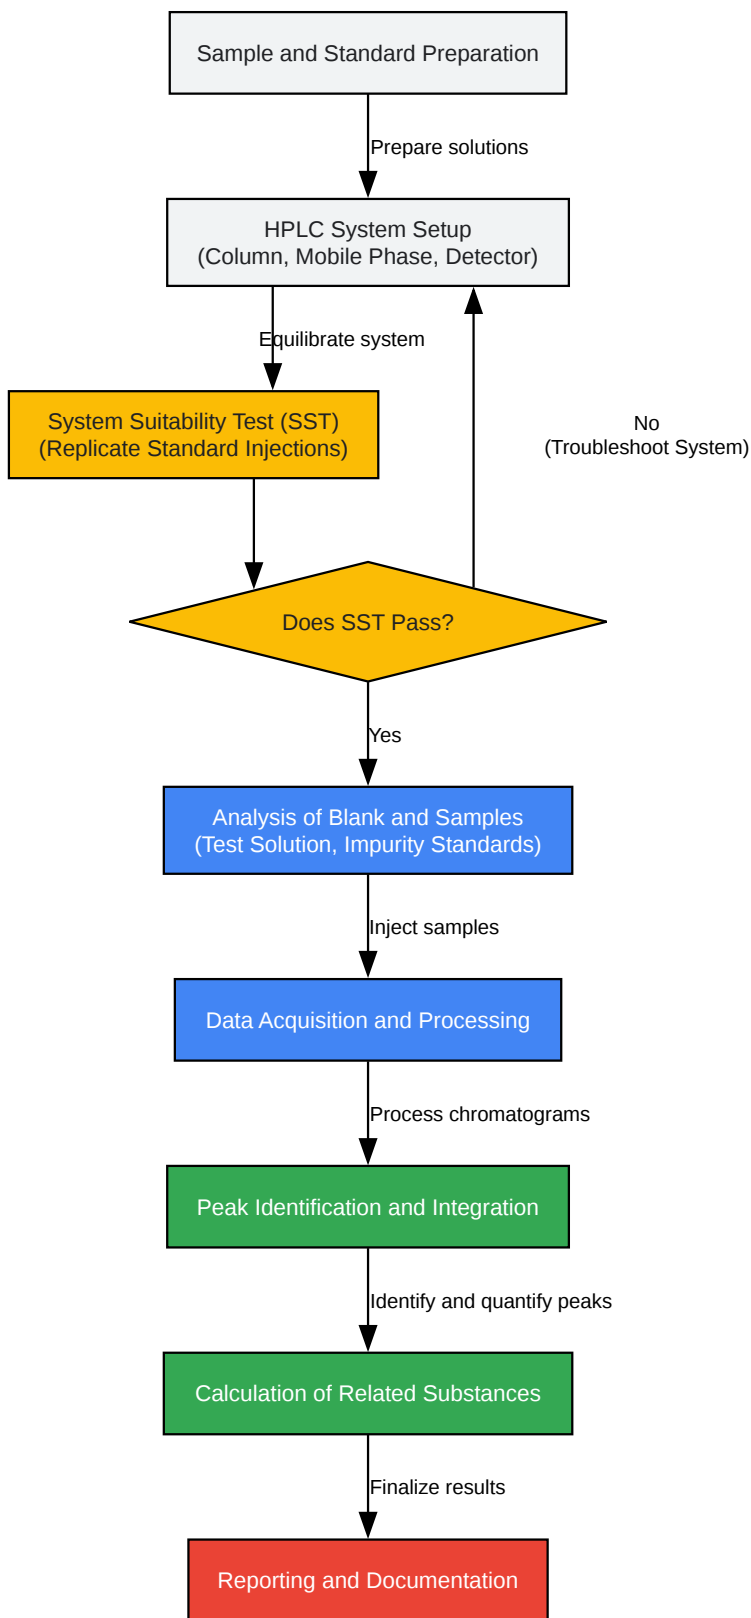 Sample and Standard Preparation
Prepare solutions
HPLC System Setup
(Column, Mobile Phase, Detector)
Equilibrate system
System Suitability Test (SST)
(Replicate Standard Injections)
No
(Troubleshoot System)
Does SST Pass?
Yes
Analysis of Blank and Samples
(Test Solution, Impurity Standards)
Inject samples
Data Acquisition and Processing
Process chromatograms
Peak Identification and Integration
Identify and quantify peaks
Calculation of Related Substances
Finalize results
Reporting and Documentation